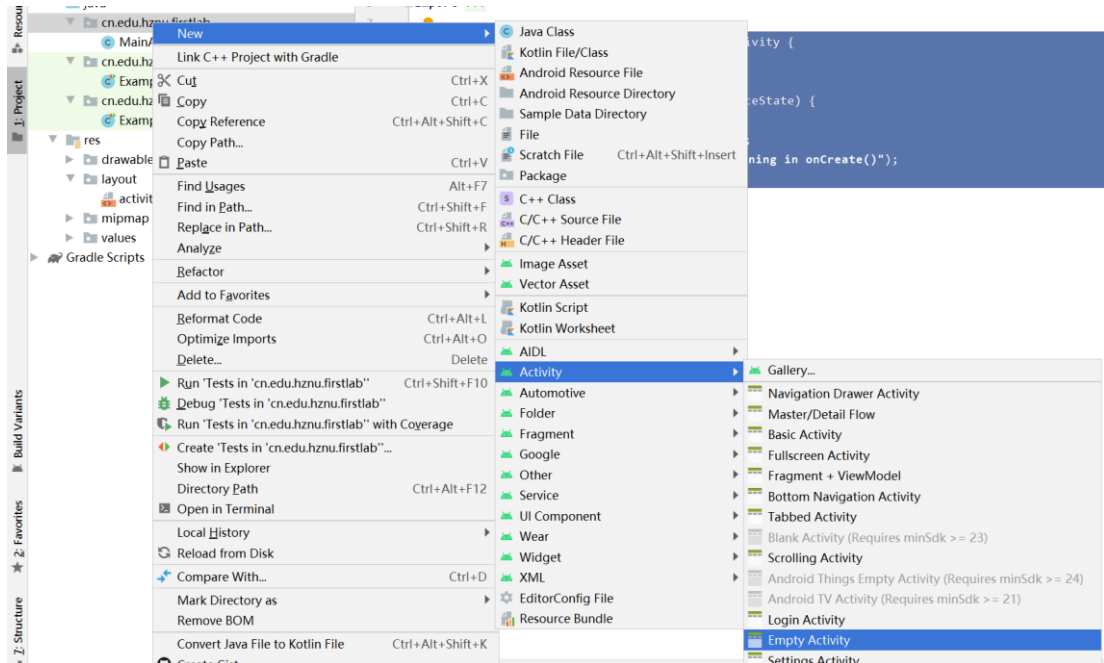 Resour
1: Project
Build Variants
2: Favorites
7: Structure
java
cn.edu.hznu.firstlab
MainA
cn.edu.hz
Examp
cn.edu.hz
Examp
res
drawable
layout
activit
mipmap
values
Gradle Scripts
New
Link C++ Project with Gradle
Cut Ctrl+X
Copy Ctrl+C
Copy Reference Ctrl+Alt+Shift+C
Copy Path...
Paste Ctrl+V
Find Usages Alt+F7
Find in Path... Ctrl+Shift+F
Replace in Path... Ctrl+Shift+R
Analyze
Refactor
Add to Favorites
Reformat Code Ctrl+Alt+L
Optimize Imports Ctrl+Alt+O
Delete... Delete
Run 'Tests in 'cn.edu.hznu.firstlab'' Ctrl+Shift+F10
Debug 'Tests in 'cn.edu.hznu.firstlab''
Run 'Tests in 'cn.edu.hznu.firstlab'' with Coverage
Create 'Tests in 'cn.edu.hznu.firstlab''...
Show in Explorer
Directory Path Ctrl+Alt+F12
Open in Terminal
Local History
Reload from Disk
Compare With... Ctrl+D
Mark Directory as
Remove BOM
Convert Java File to Kotlin File Ctrl+Alt+Shift+K
Create Gist...
Java Class
Kotlin File/Class
Android Resource File
Android Resource Directory
Sample Data Directory
File
Scratch File Ctrl+Alt+Shift+Insert
Package
C++ Class
C/C++ Source File
C/C++ Header File
Image Asset
Vector Asset
Kotlin Script
Kotlin Worksheet
AIDL
Activity
Automotive
Folder
Fragment
Google
Other
Service
UI Component
Wear
Widget
XML
EditorConfig File
Resource Bundle
ivity {
ceState) {
;
ning in onCreate()");
Gallery...
Navigation Drawer Activity
Master/Detail Flow
Basic Activity
Fullscreen Activity
Fragment + ViewModel
Bottom Navigation Activity
Tabbed Activity
Blank Activity (Requires minSdk >= 23)
Scrolling Activity
Android Things Empty Activity (Requires minSdk >= 24)
Android TV Activity (Requires minSdk >= 21)
Login Activity
Empty Activity
Settings Activity